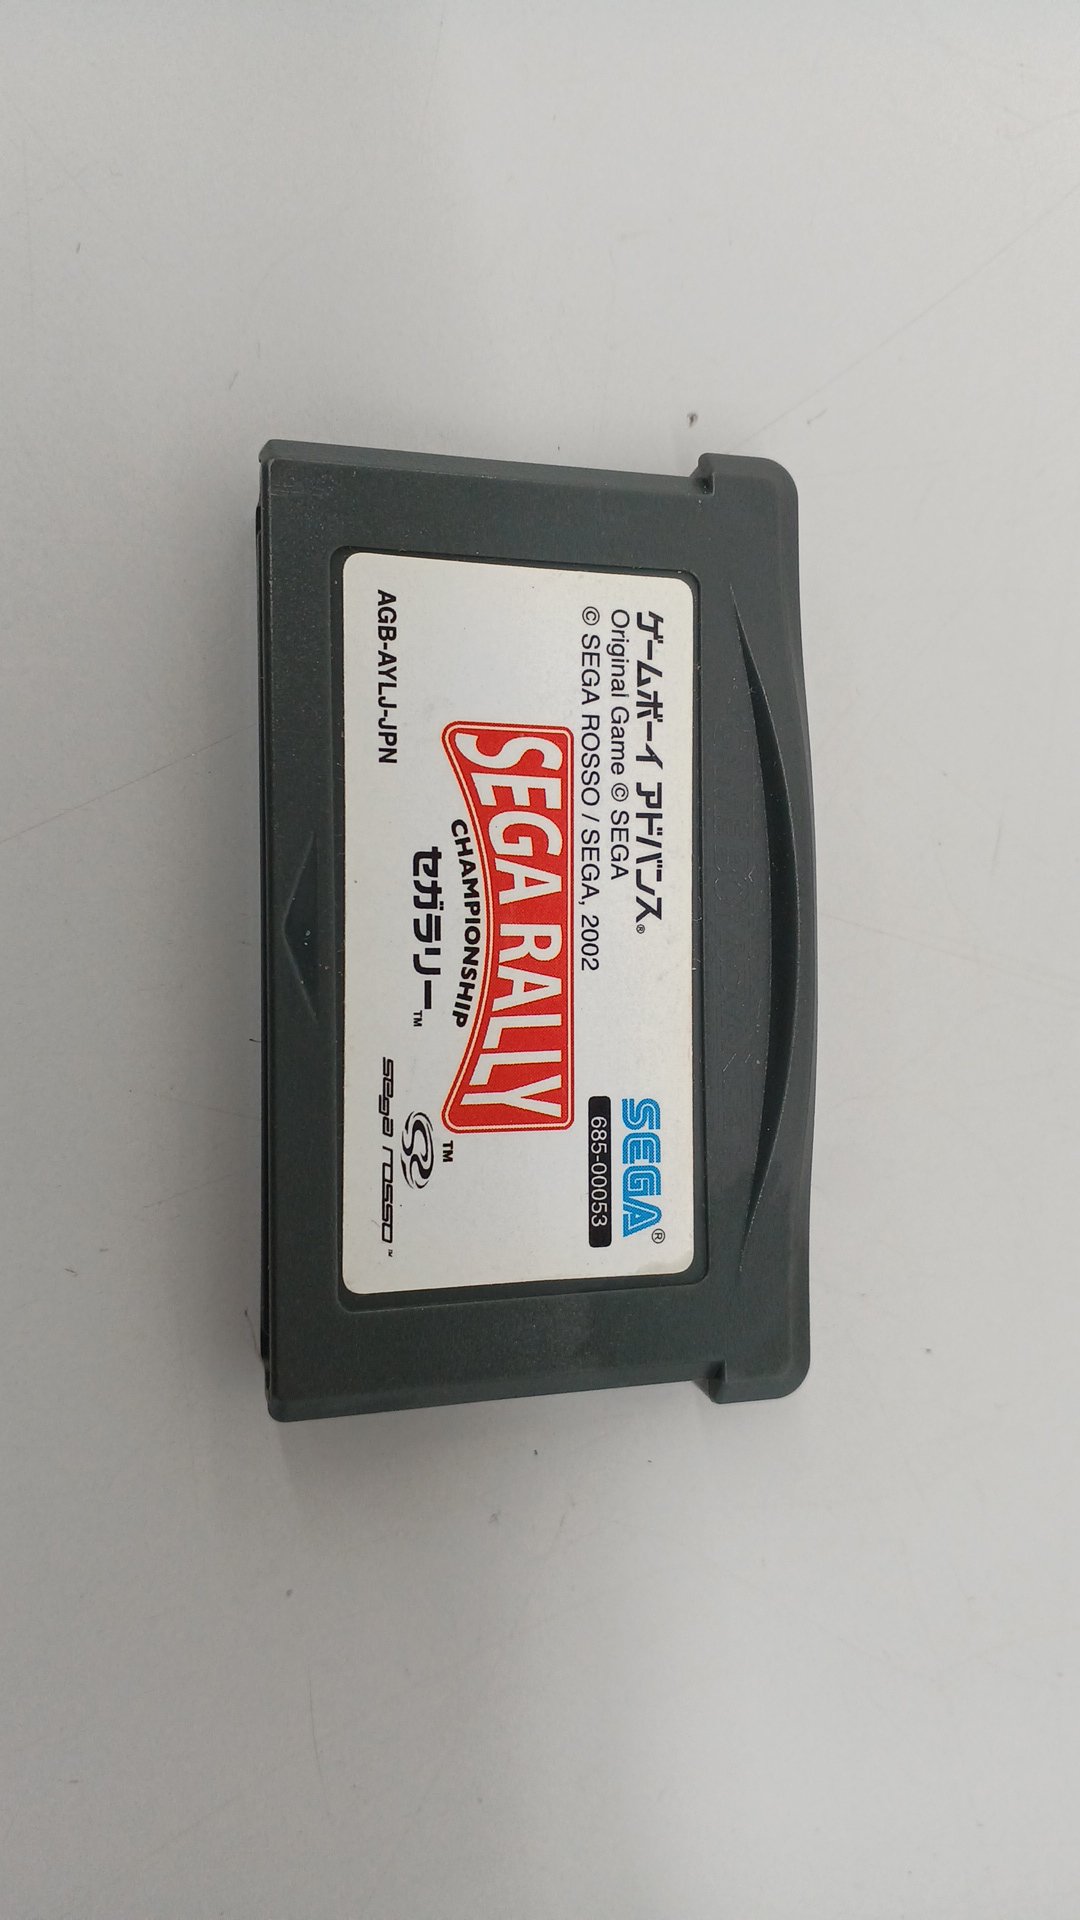 ゲームボーイ アドバンス®
Original Game © SEGA
© SEGA ROSSO / SEGA, 2002
SEGA®
685-00053
SEGA RALLY
CHAMPIONSHIP
TM
セガラリー™
AGB-AYLJ-JPN
sega rosso™